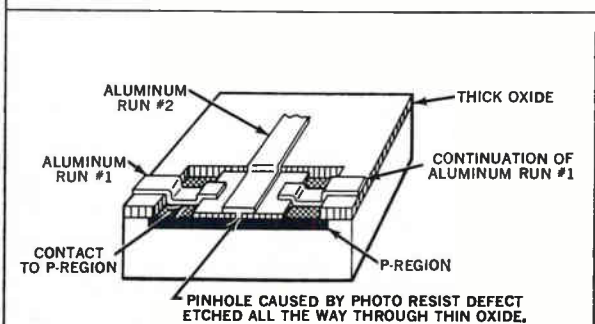 ALUMINUM
RUN #2
THICK OXIDE
ALUMINUM
RUN #1
CONTINUATION OF
ALUMINUM RUN #1
CONTACT
TO P-REGION
P-REGION
PINHOLE CAUSED BY PHOTO RESIST DEFECT
ETCHED ALL THE WAY THROUGH THIN OXIDE.